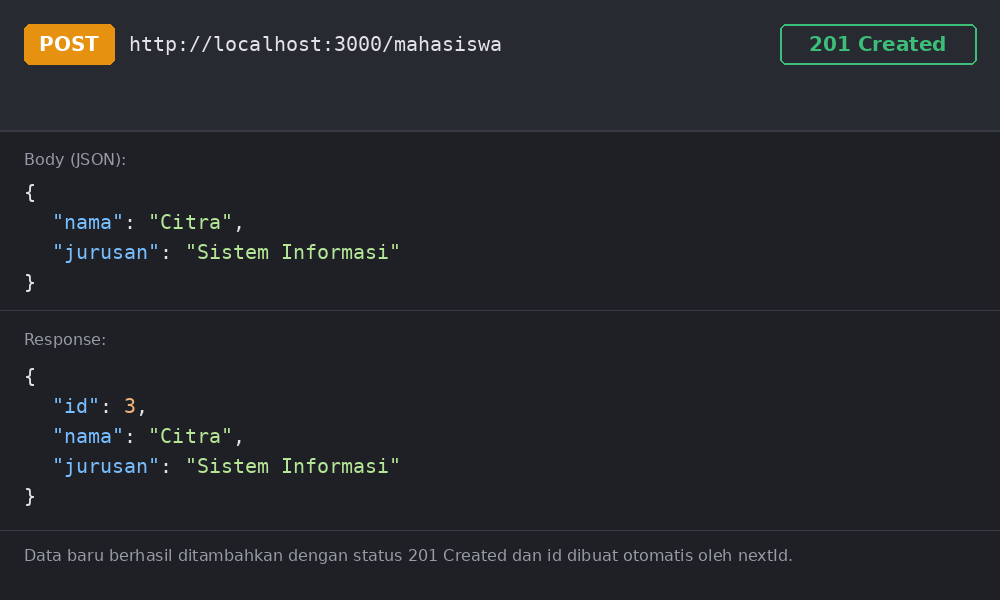 POST http://localhost:3000/mahasiswa 201 Created
Body (JSON):
{
"nama": "Citra",
"jurusan": "Sistem Informasi"
}
Response:
{
"id": 3,
"nama": "Citra",
"jurusan": "Sistem Informasi"
}
Data baru berhasil ditambahkan dengan status 201 Created dan id dibuat otomatis oleh nextId.